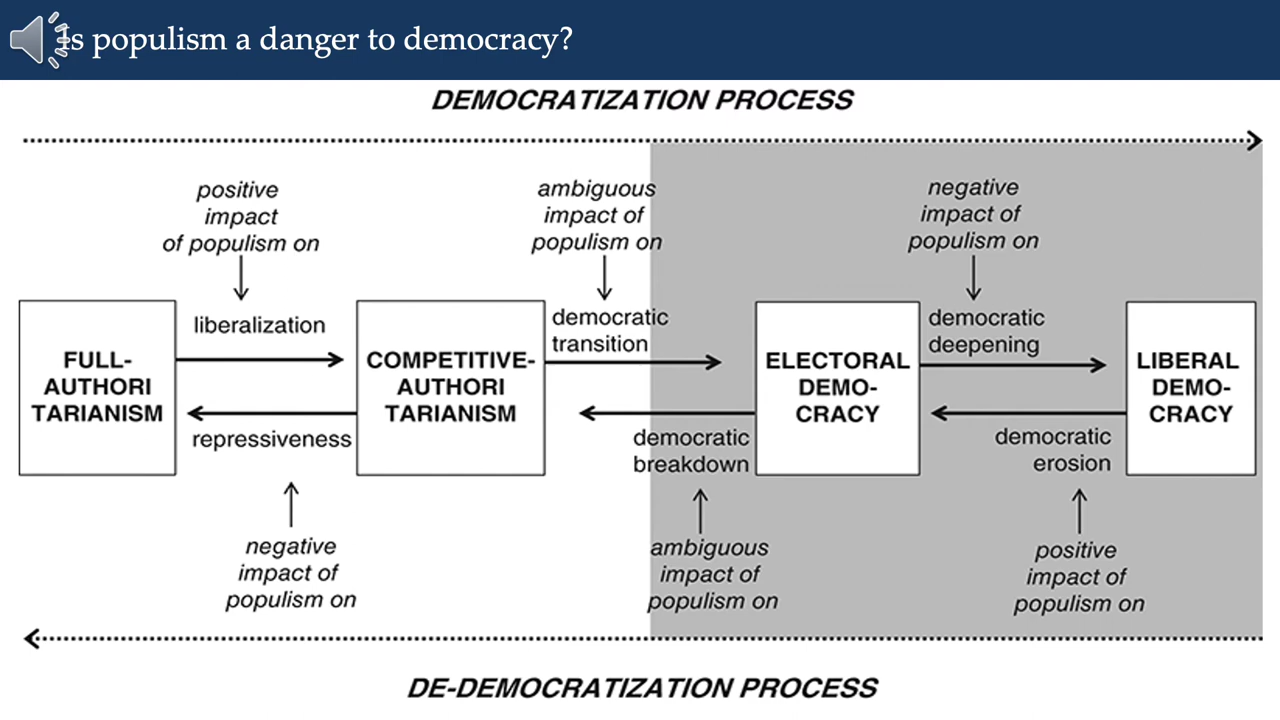 Is populism a danger to democracy?
DEMOCRATIZATION PROCESS
positive
impact
of populism on
ambiguous
impact of
populism on
negative
impact of
populism on
liberalization
democratic
transition
democratic
deepening
FULL-
AUTHORI
TARIANISM
COMPETITIVE-
AUTHORI
TARIANISM
ELECTORAL
DEMO-
CRACY
LIBERAL
DEMO-
CRACY
repressiveness
democratic
breakdown
democratic
erosion
negative
impact of
populism on
ambiguous
impact of
populism on
positive
impact of
populism on
DE-DEMOCRATIZATION PROCESS